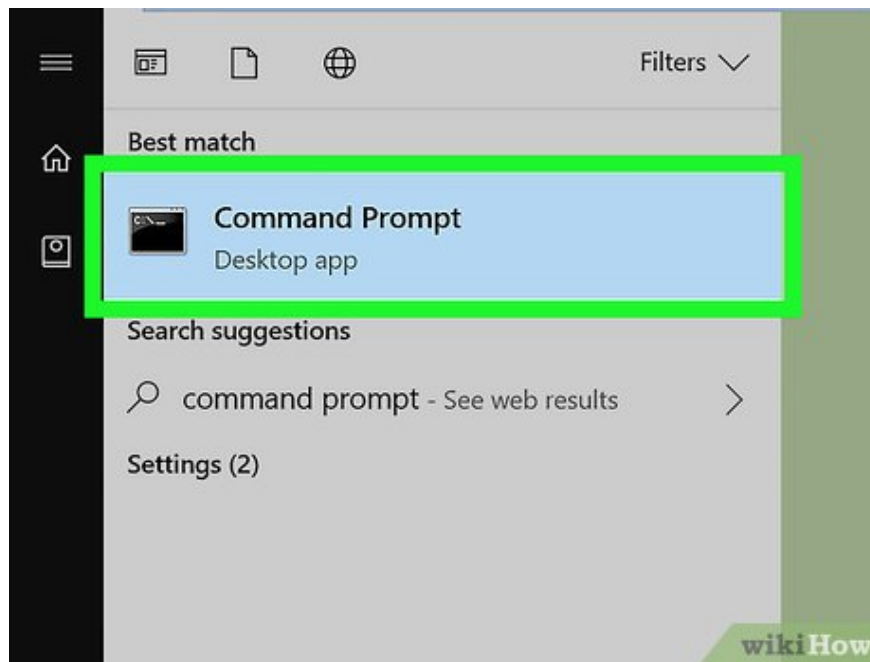 Filters
Best match
Command Prompt
Desktop app
Search suggestions
command prompt - See web results
Settings (2)
wikiHow